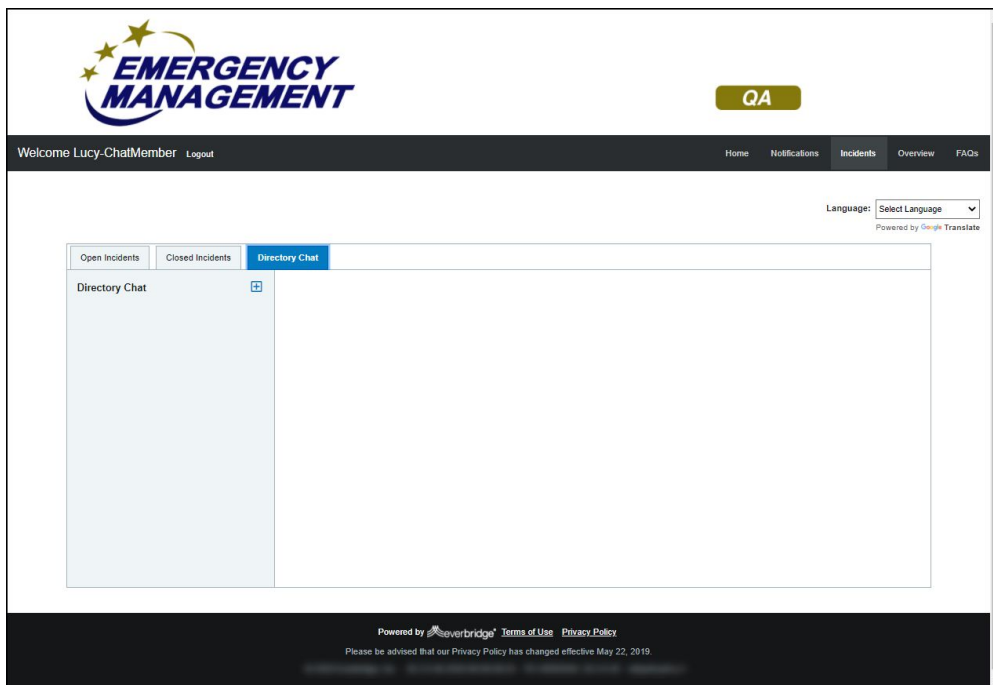 EMERGENCY
MANAGEMENT
QA
Welcome Lucy-ChatMember Logout
Home Notifications Incidents Overview FAQs
Language: Select Language
Powered by Google Translate
Open Incidents Closed Incidents Directory Chat
Directory Chat
Powered by everbridge Terms of Use Privacy Policy
Please be advised that our Privacy Policy has changed effective May 22, 2019.